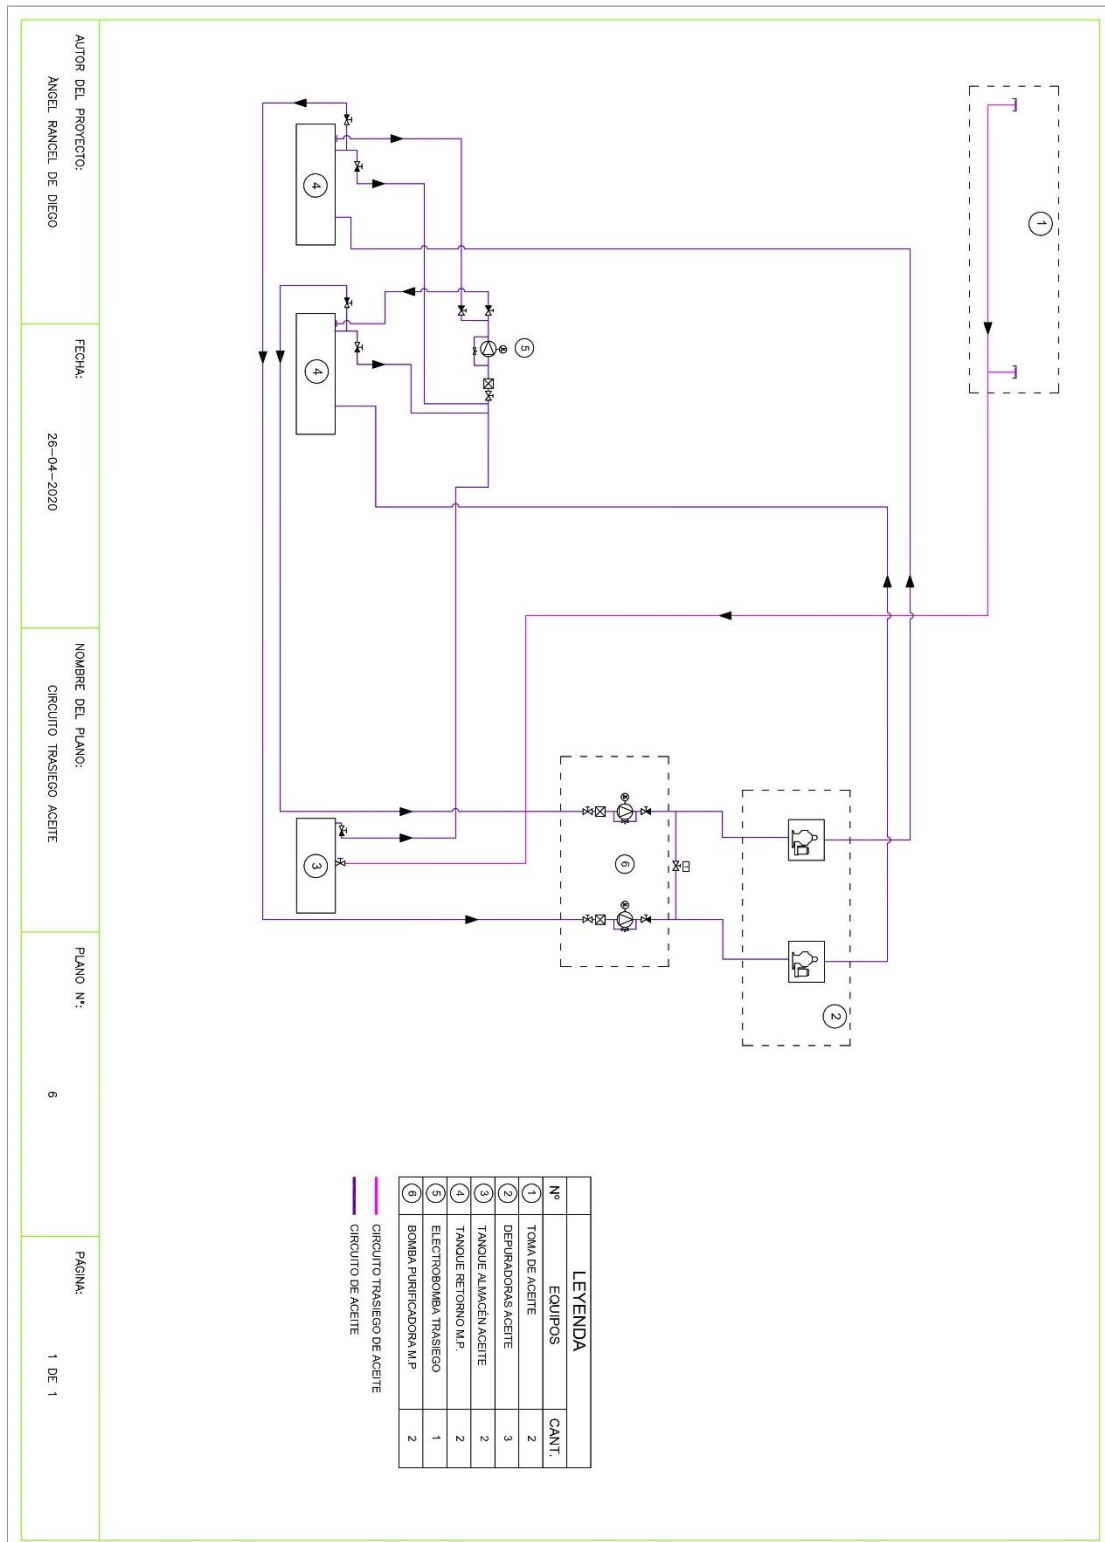 1
2
LEYENDA
Nº EQUIPOS CANT.
1 TOMA DE ACEITE 2
2 DEPURADORAS ACEITE 3
3 TANQUE ALMACÉN ACEITE 2
4 TANQUE RETORNO M.P. 2
5 ELECTROBOMBA TRASIEGO 1
6 BOMBA PURIFICADORA M.P 2
CIRCUITO TRASIEGO DE ACEITE
CIRCUITO DE ACEITE
6
5
4
4
3
AUTOR DEL PROYECTO:
ÁNGEL RANCEL DE DIEGO
FECHA:
26-04-2020
NOMBRE DEL PLANO:
CIRCUITO TRASIEGO ACEITE
PLANO Nº:
6
PÁGINA:
1 DE 1